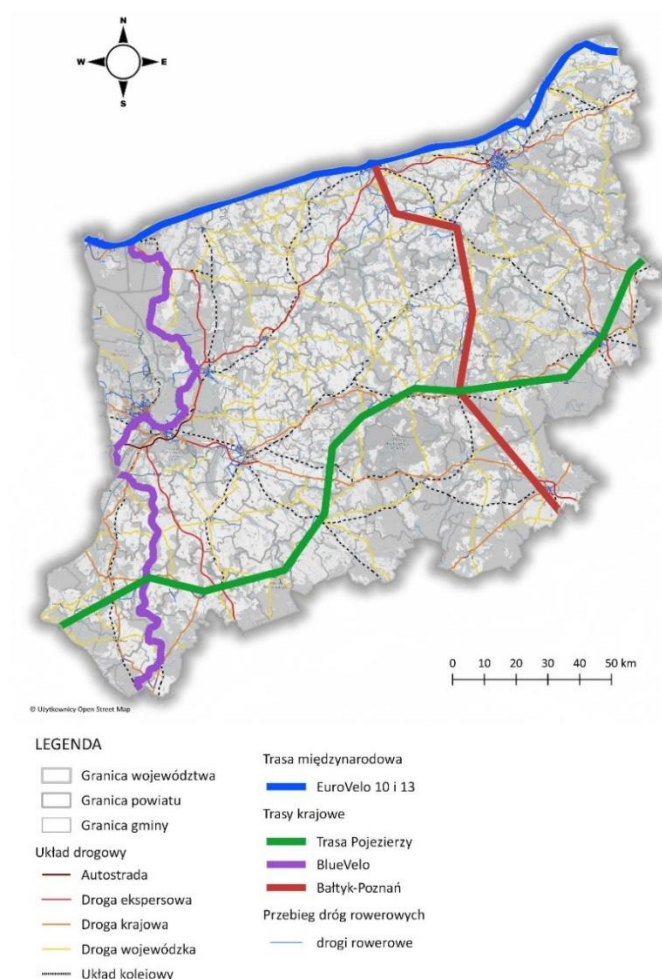 N
W E
S
0 10 20 30 40 50 km
© Użytkownicy Open Street Map
LEGENDA
Granica województwa
Granica powiatu
Granica gminy
Układ drogowy
Autostrada
Droga ekspersowa
Droga krajowa
Droga wojewódzka
Układ kolejowy
Trasa międzynarodowa
EuroVelo 10 i 13
Trasy krajowe
Trasa Pojezierzy
BlueVelo
Bałtyk-Poznań
Przebieg dróg rowerowych
drogi rowerowe